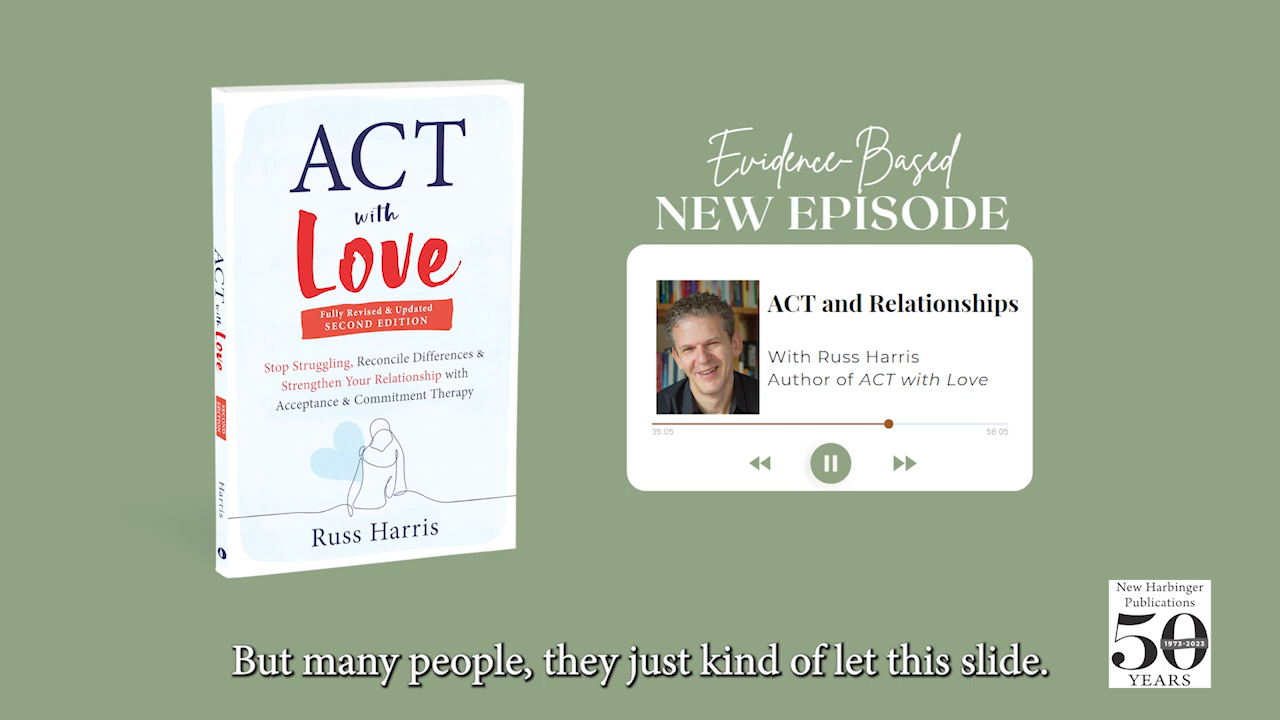 ACT
with
Love
Fully Revised & Updated
SECOND EDITION
Stop Struggling, Reconcile Differences &
Strengthen Your Relationship with
Acceptance & Commitment Therapy
Russ Harris
ACT with Love
SECOND
EDITION
Harris
Evidence-Based
NEW EPISODE
ACT and Relationships
With Russ Harris
Author of ACT with Love
35:05
58:05
New Harbinger
Publications
50
1973-2023
YEARS
But many people, they just kind of let this slide.